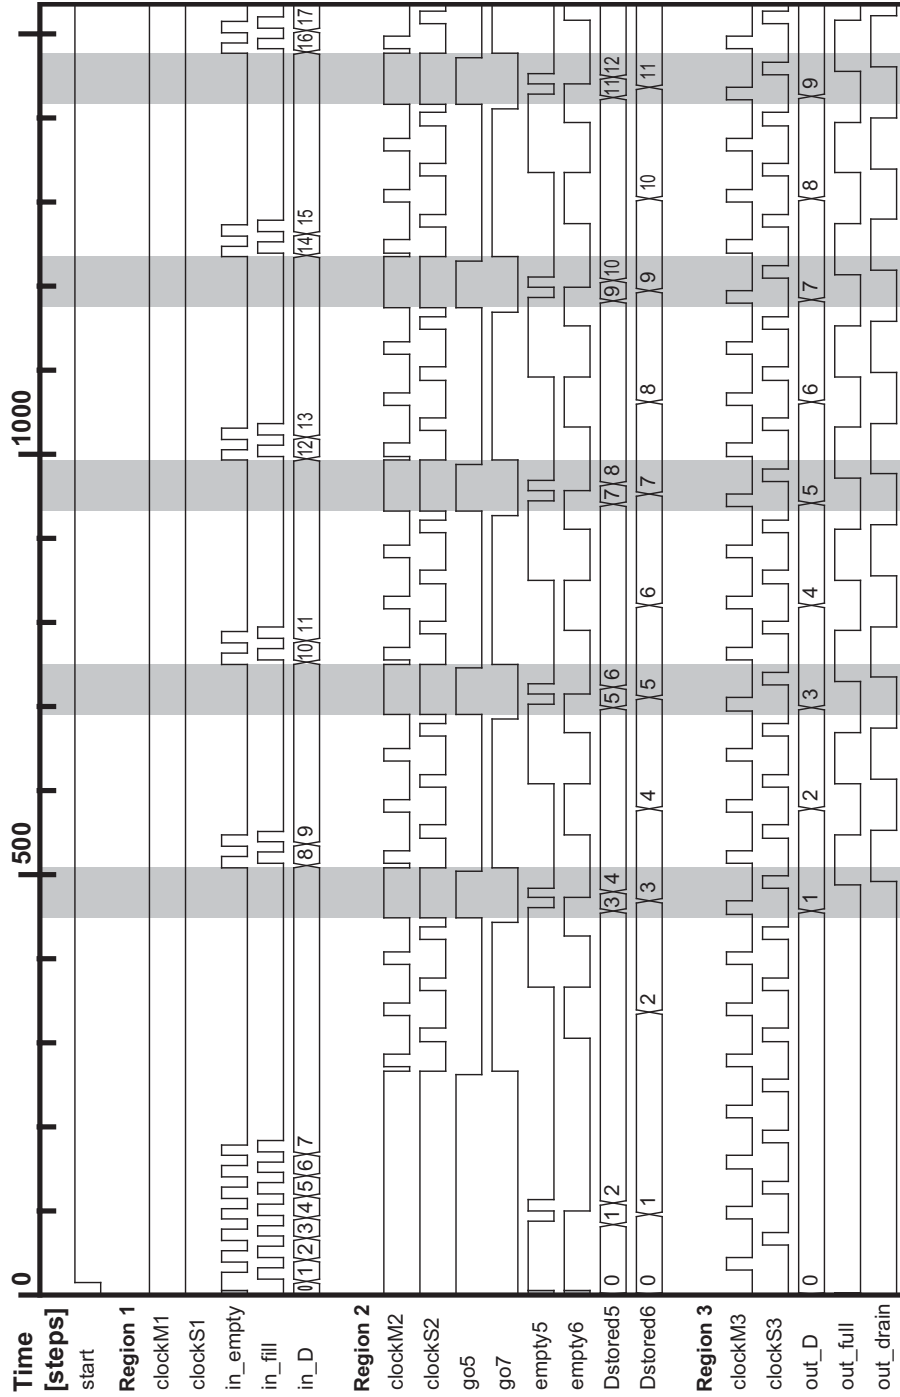 Time
[steps]
0
500
1000
start
Region 1
clockM1
clockS1
in_empty
in_fill
in_D
0 1 2 3 4 5 6 7 8 9 10 11 12 13 14 15 16 17
Region 2
clockM2
clockS2
go5
go7
empty5
empty6
Dstored5
0 1 2 3 4 5 6 7 8 9 10 11 12
Dstored6
0 1 2 3 4 5 6 7 8 9 10 11
Region 3
clockM3
clockS3
out_D
0 1 2 3 4 5 6 7 8 9
out_full
out_drain